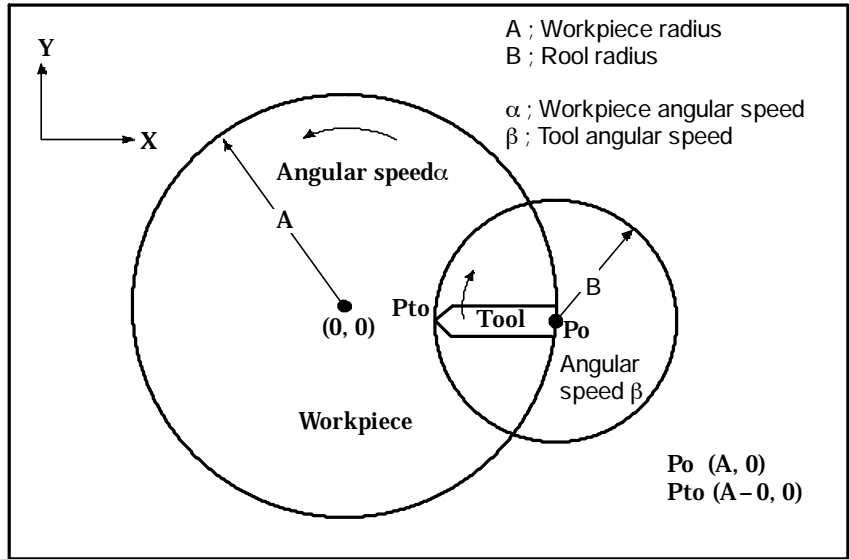 A ; Workpiece radius
B ; Rool radius
α ; Workpiece angular speed
β ; Tool angular speed
Y
X
Angular speedα
A
(0, 0)
Workpiece
Pto
Tool
Po
B
Angular
speed β
Po (A, 0)
Pto (A–0, 0)